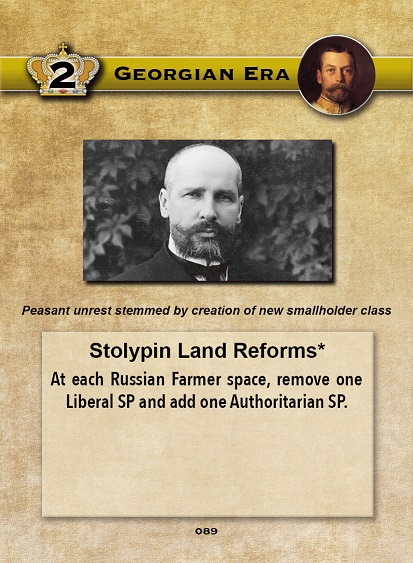 2
GEORGIAN ERA
Peasant unrest stemmed by creation of new smallholder class
Stolypin Land Reforms*
At each Russian Farmer space, remove one
Liberal SP and add one Authoritarian SP.
089